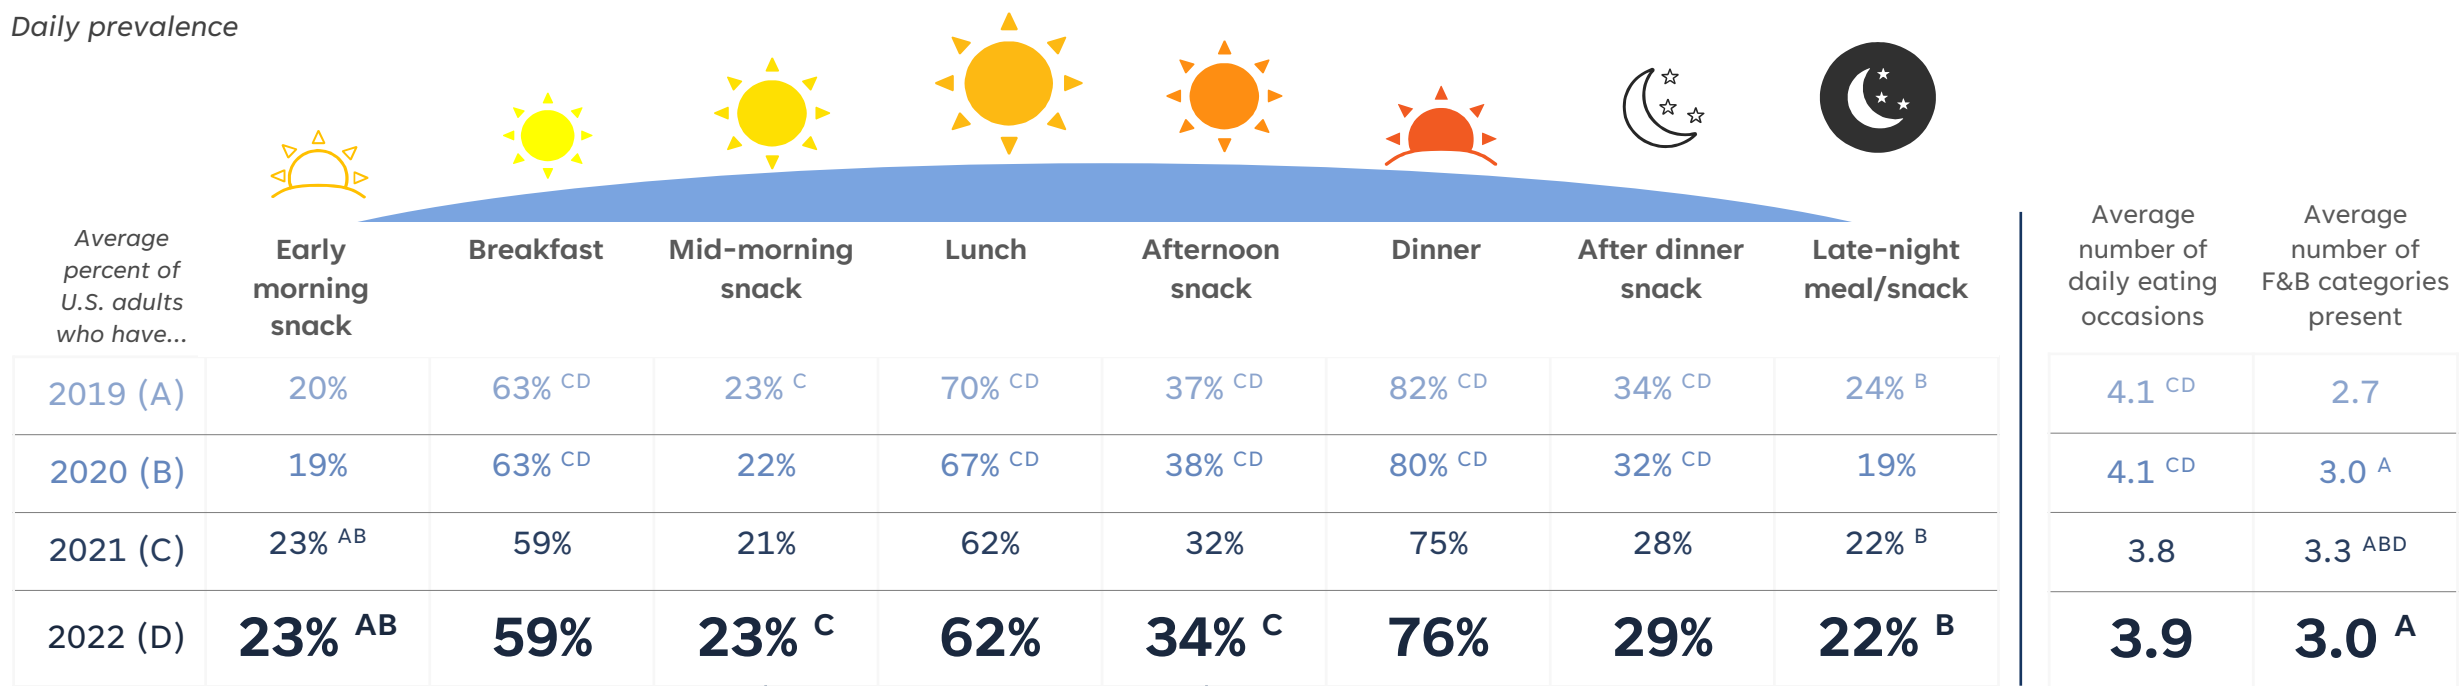 Daily prevalence
Average
percent of
U.S. adults
who have...
Early
morning
snack
Breakfast
Mid-morning
snack
Lunch
Afternoon
snack
Dinner
After dinner
snack
Late-night
meal/snack
Average
number of
daily eating
occasions
Average
number of
F&B categories
present
2019 (A) 20% 63% CD 23% C 70% CD 37% CD 82% CD 34% CD 24% B 4.1 CD 2.7
2020 (B) 19% 63% CD 22% 67% CD 38% CD 80% CD 32% CD 19% 4.1 CD 3.0 A
2021 (C) 23% AB 59% 21% 62% 32% 75% 28% 22% B 3.8 3.3 ABD
2022 (D) 23% AB 59% 23% C 62% 34% C 76% 29% 22% B 3.9 3.0 A